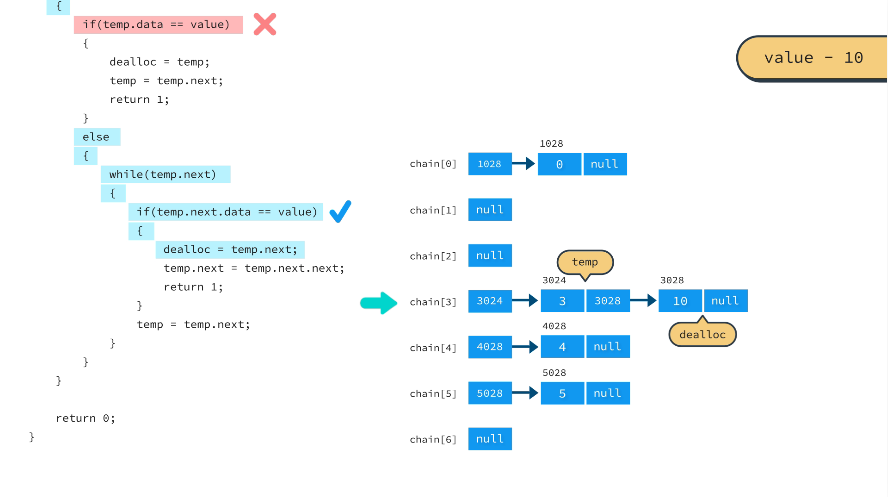 {
if(temp.data == value)
{
dealloc = temp;
temp = temp.next;
return 1;
}
else
{
while(temp.next)
{
if(temp.next.data == value)
{
dealloc = temp.next;
temp.next = temp.next.next;
return 1;
}
temp = temp.next;
}
}
}
return 0;
}
value - 10
1028
chain[0] 1028 0 null
chain[1] null
chain[2] null
temp
3024 3028
chain[3] 3024 3 3028 10 null
dealloc
4028
chain[4] 4028 4 null
5028
chain[5] 5028 5 null
chain[6] null